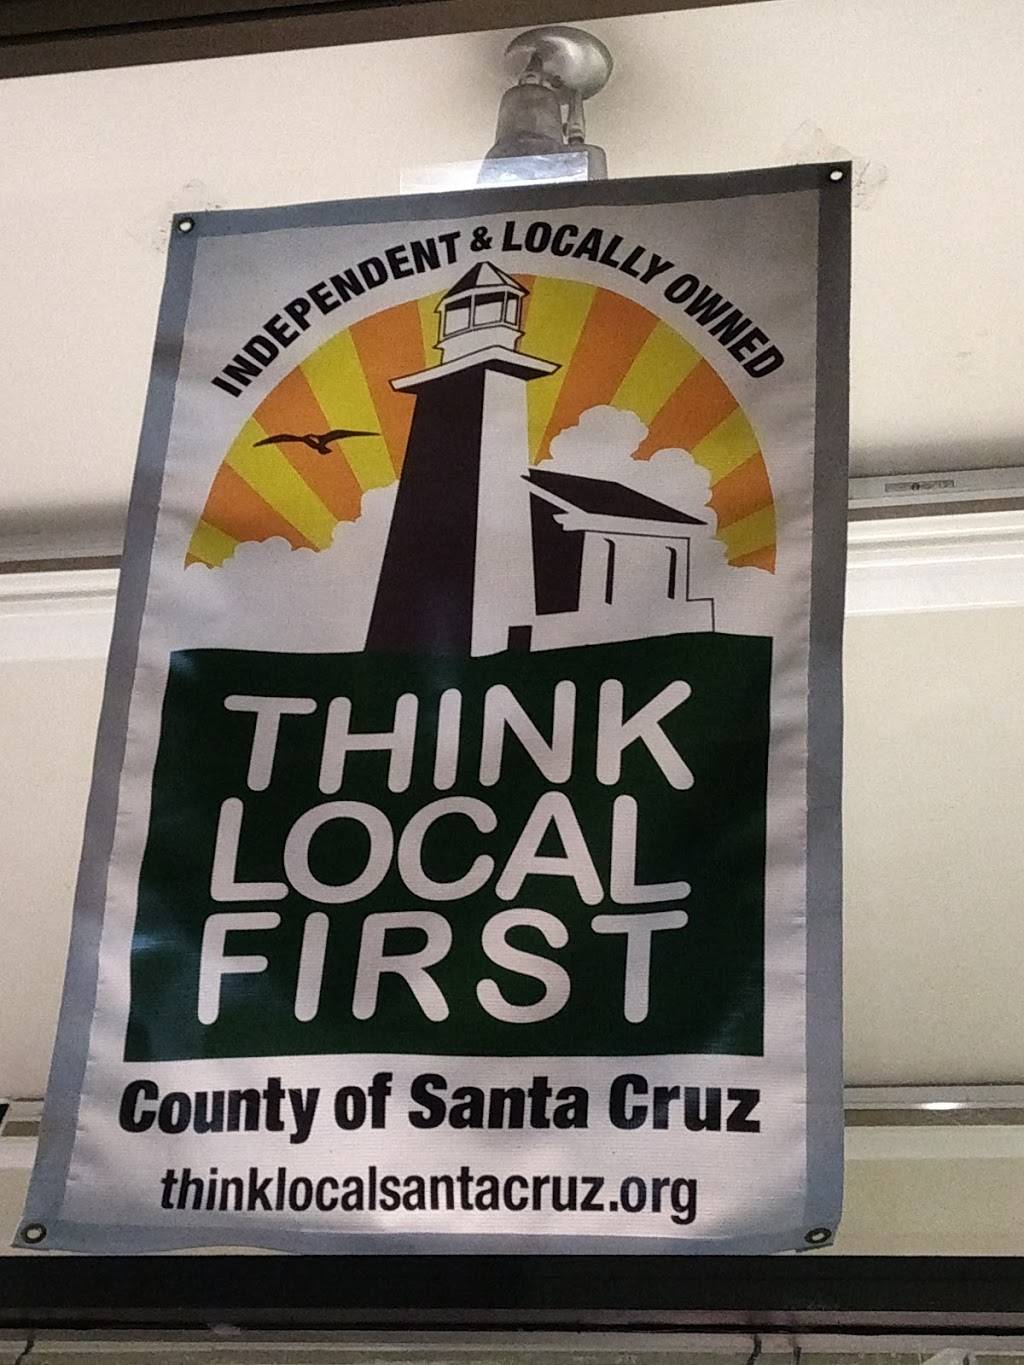 INDEPENDENT & LOCALLY OWNED
THINK
LOCAL
FIRST
County of Santa Cruz
thinklocalsantacruz.org